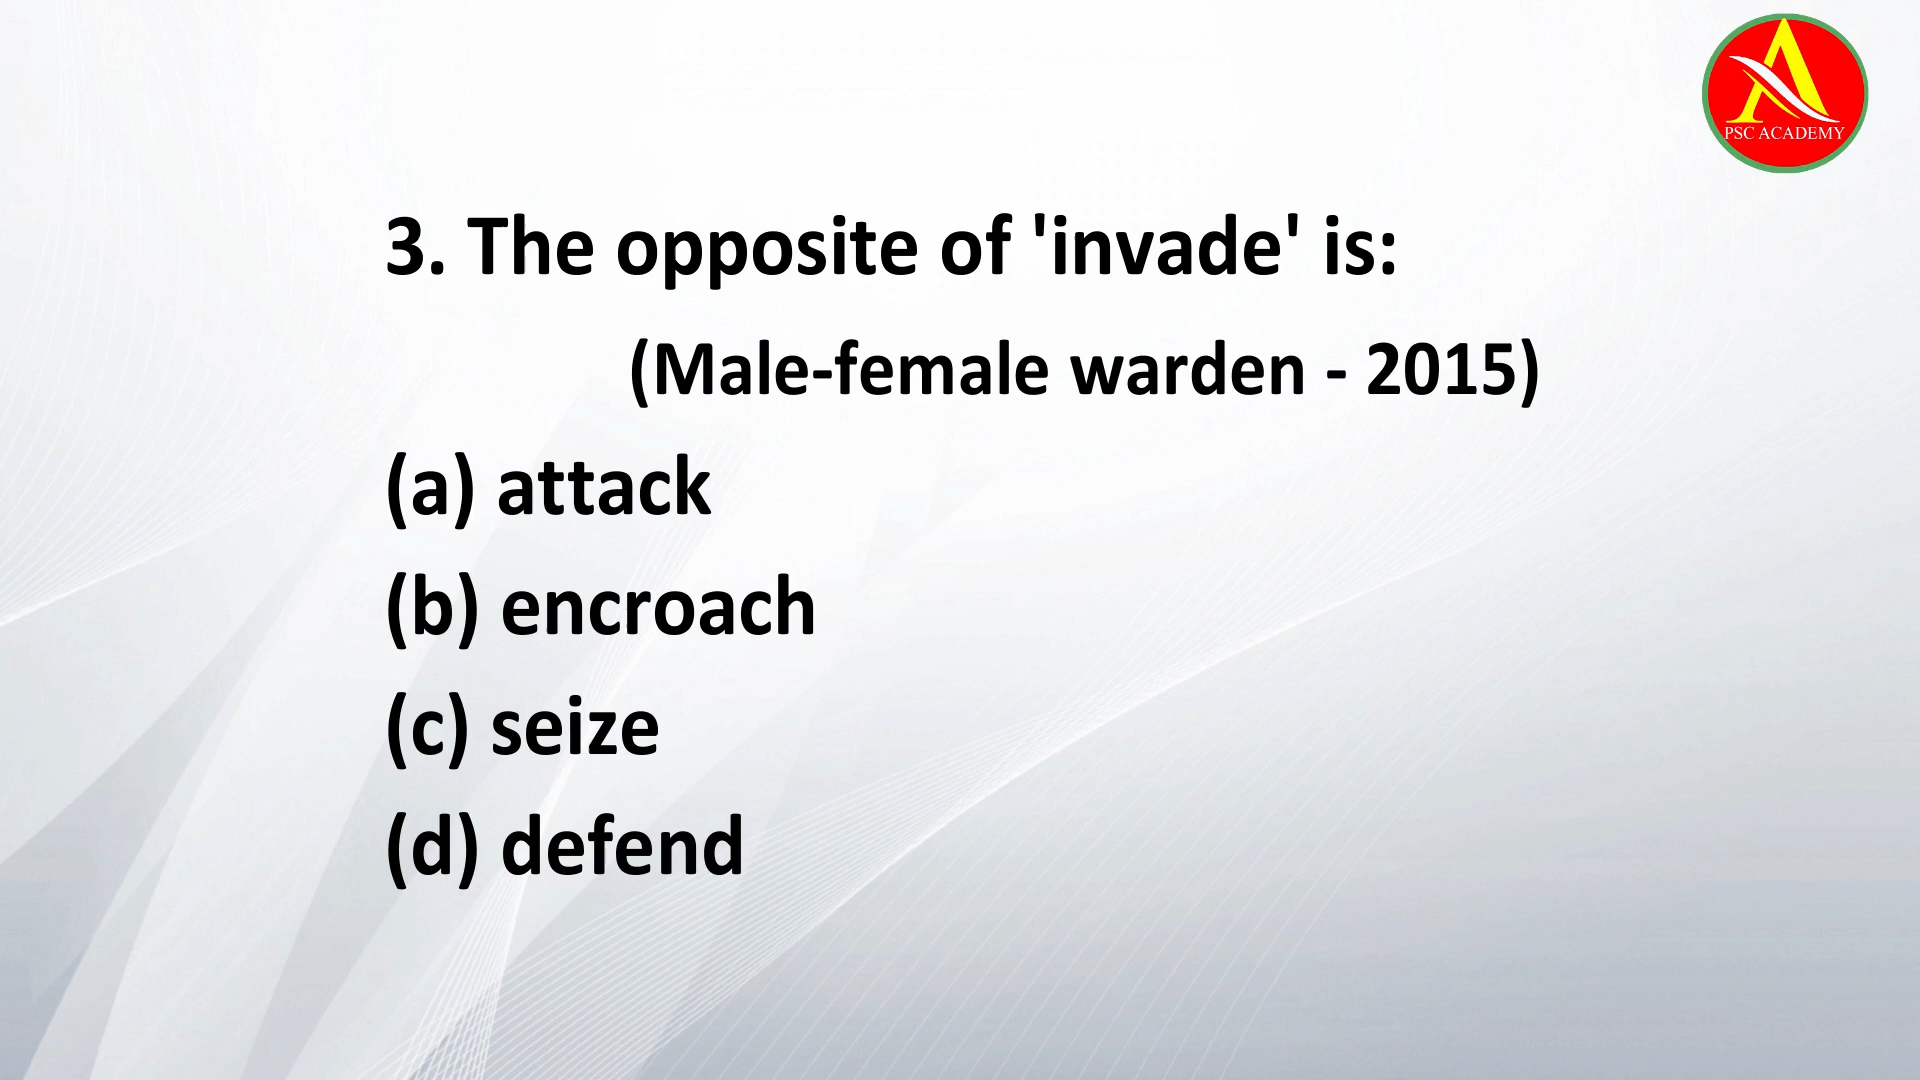 PSC ACADEMY
3. The opposite of 'invade' is:
(Male-female warden - 2015)
(a) attack
(b) encroach
(c) seize
(d) defend